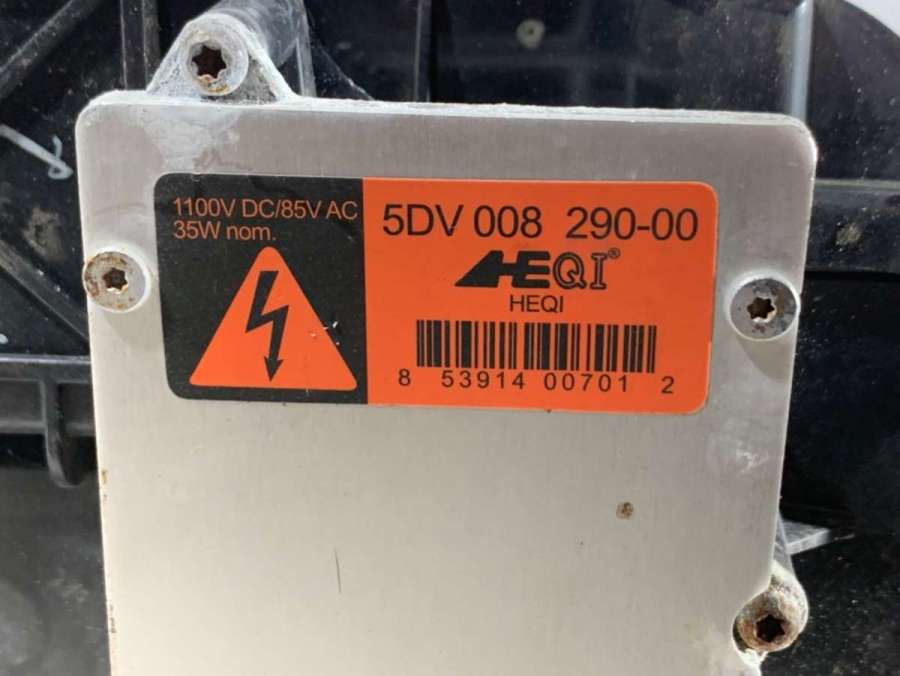 1100V DC/85V AC
35W nom.
5DV 008 290-00
HEQI®
HEQI
8 53914 00701 2